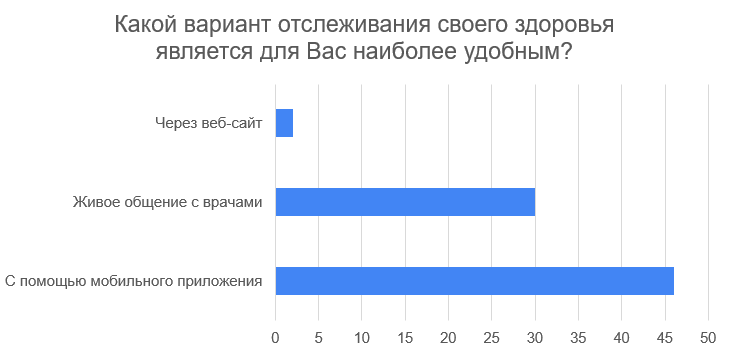 Какой вариант отслеживания своего здоровья
является для Вас наиболее удобным?
Через веб-сайт
Живое общение с врачами
С помощью мобильного приложения
0 5 10 15 20 25 30 35 40 45 50